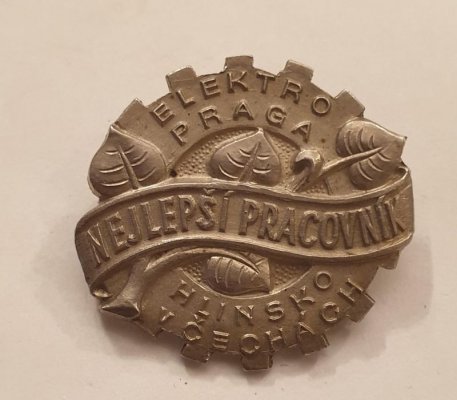 ELEKTRO
PRAGA
NEJLEPŠÍ PRACOVNÍK
HLINSKO
V ČECHÁCH